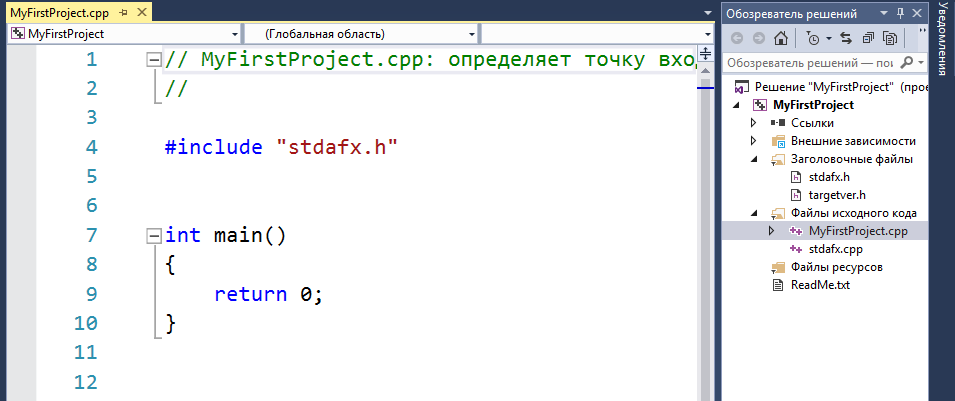 MyFirstProject.cpp
MyFirstProject
(Глобальная область)
1 // MyFirstProject.cpp: определяет точку вхо
2 //
3
4 #include "stdafx.h"
5
6
7 int main()
8 {
9 return 0;
10 }
11
12
Обозреватель решений
Обозреватель решений — пои
Решение "MyFirstProject" (прое
MyFirstProject
Ссылки
Внешние зависимости
Заголовочные файлы
stdafx.h
targetver.h
Файлы исходного кода
MyFirstProject.cpp
stdafx.cpp
Файлы ресурсов
ReadMe.txt
Уведомления